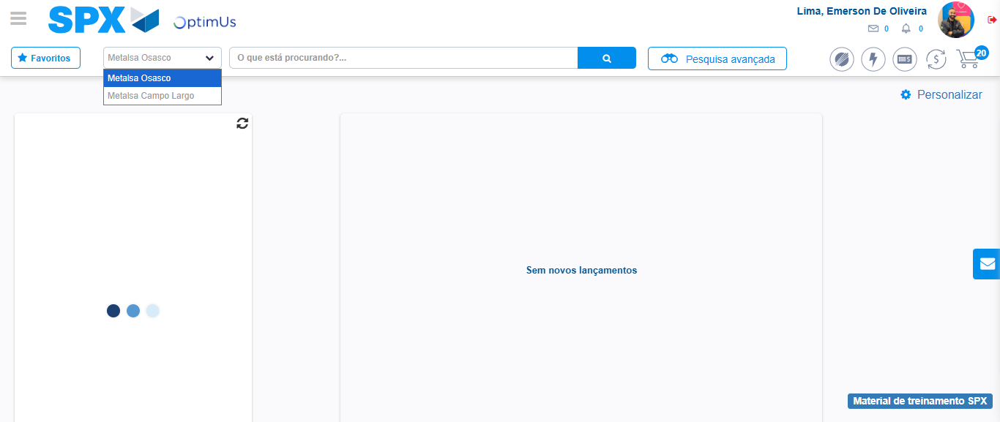 SPX OptimUs
Lima, Emerson De Oliveira
0 0
Favoritos
Metalsa Osasco
O que está procurando?...
Pesquisa avançada
$
$
20
Metalsa Osasco
Metalsa Campo Largo
Personalizar
Sem novos lançamentos
Material de treinamento SPX